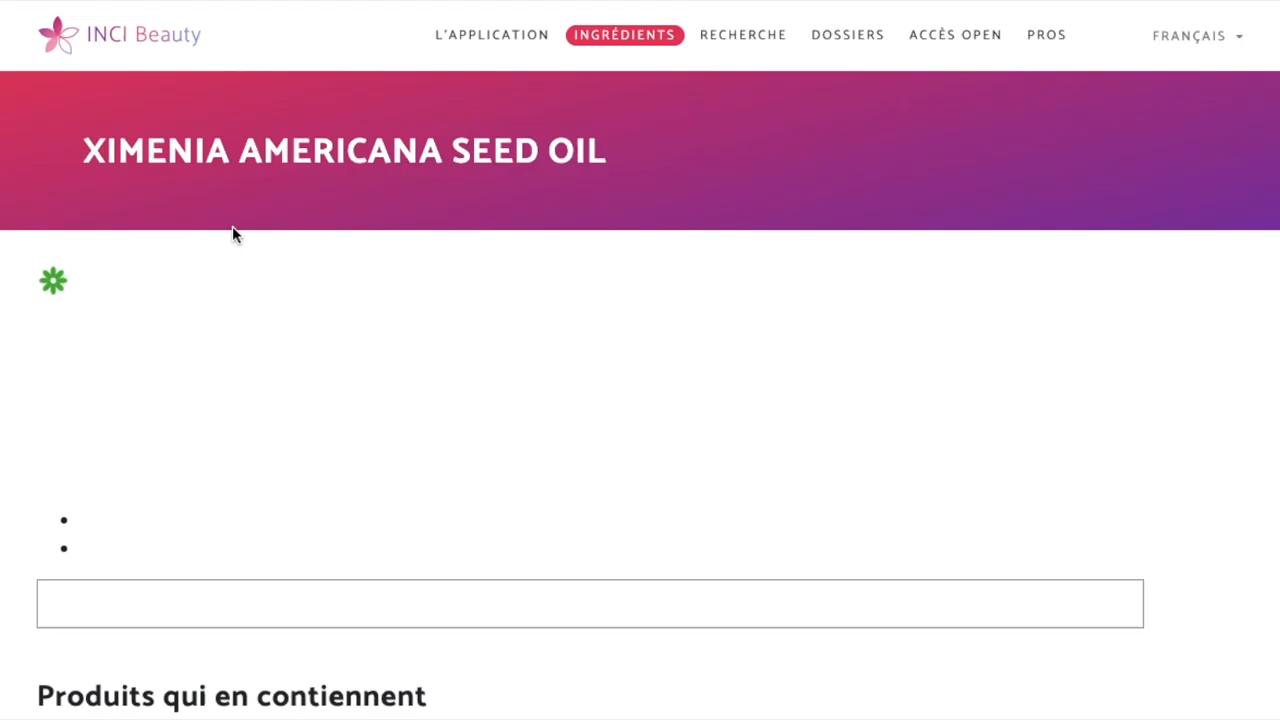 INCI Beauty
L'APPLICATION INGRÉDIENTS RECHERCHE DOSSIERS ACCÈS OPEN PROS FRANÇAIS
XIMENIA AMERICANA SEED OIL
Produits qui en contiennent